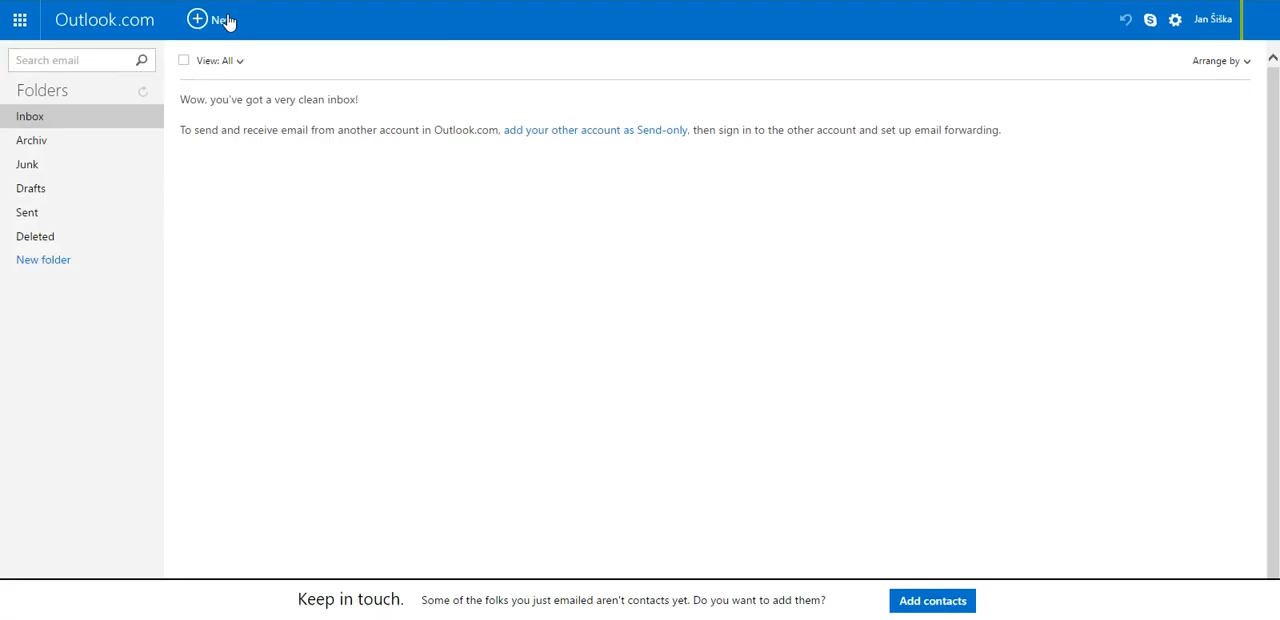 Outlook.com
Jan Šiška
Search email
View: All
Arrange by
Folders
Inbox
Archiv
Junk
Drafts
Sent
Deleted
New folder
Wow, you've got a very clean inbox!
To send and receive email from another account in Outlook.com, add your other account as Send-only, then sign in to the other account and set up email forwarding.
Keep in touch. Some of the folks you just emailed aren't contacts yet. Do you want to add them?
Add contacts